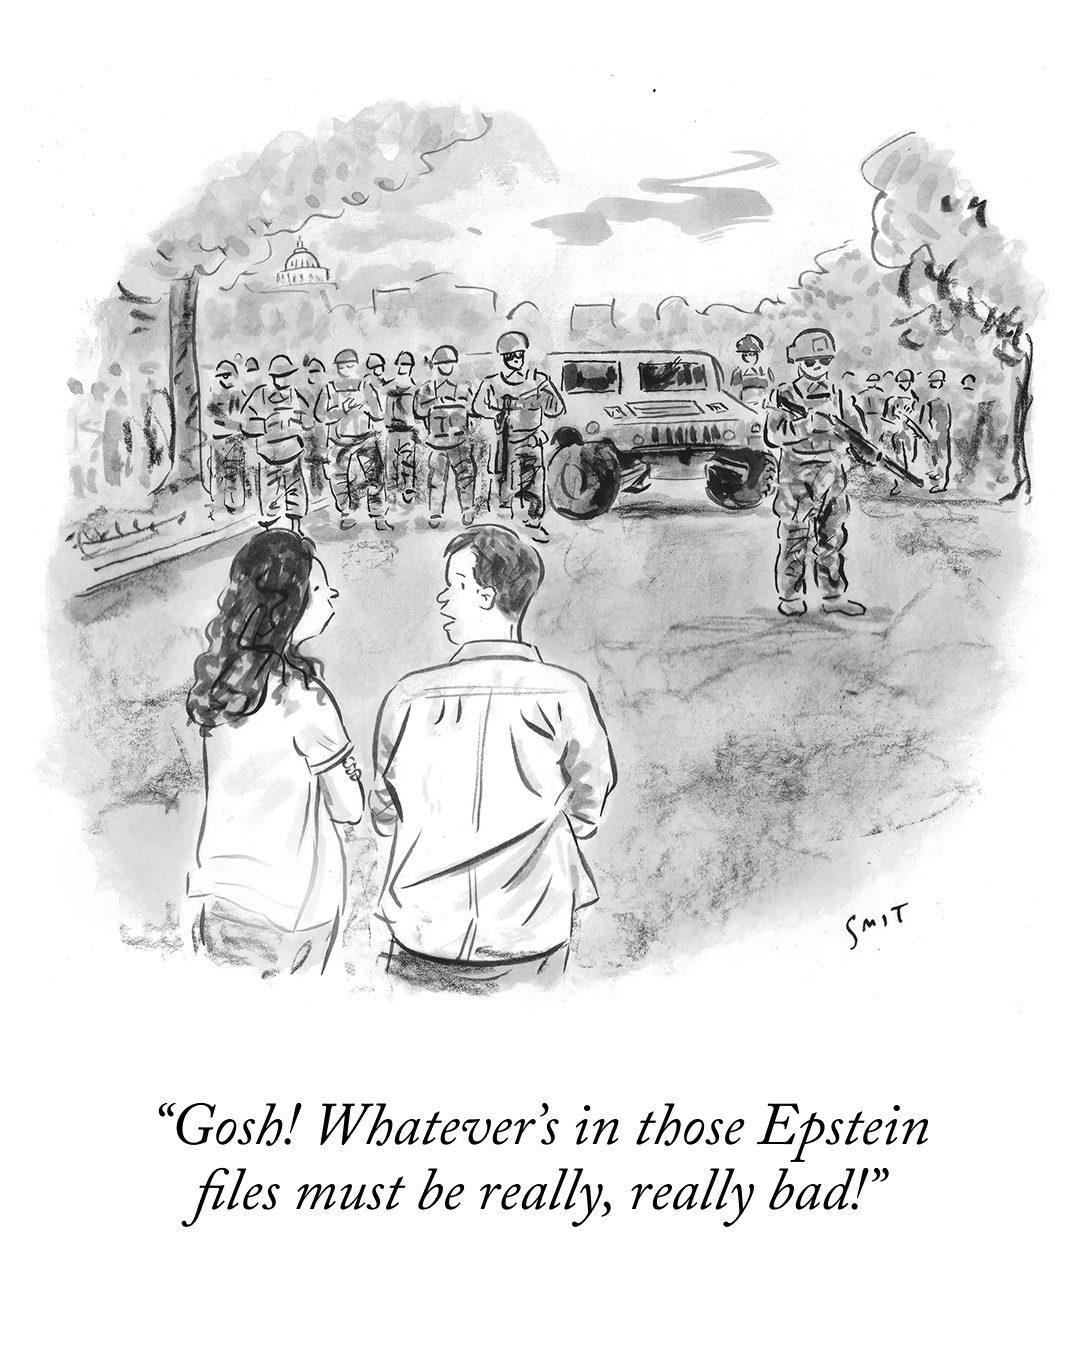 SMIT
“Gosh! Whatever’s in those Epstein
files must be really, really bad!”